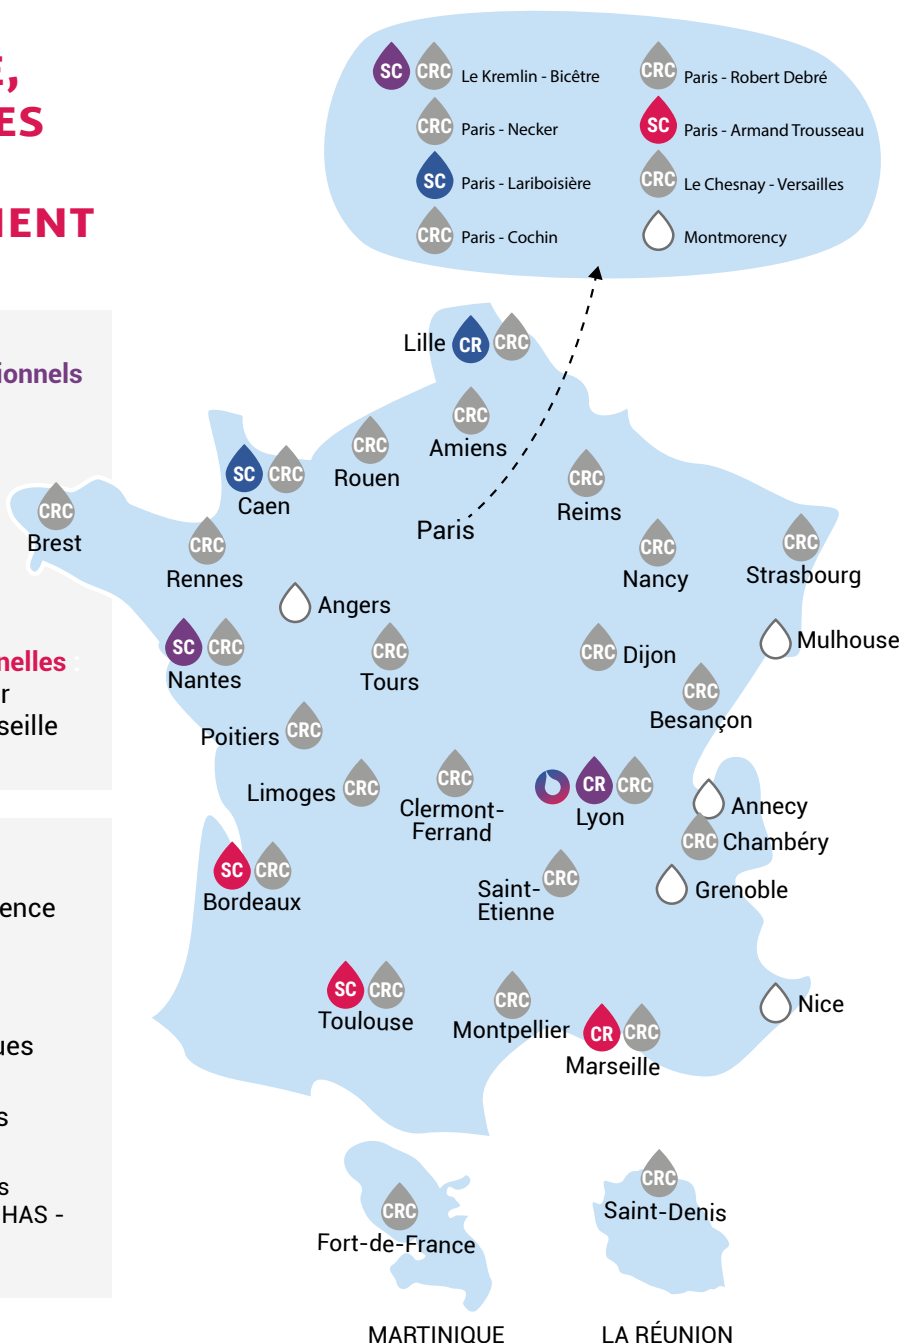 E,
ES
MENT
ionnels
nelles :
r
seille
ence
ues
s
s
HAS -
SC CRC Le Kremlin - Bicêtre
CRC Paris - Robert Debré
CRC Paris - Necker
SC Paris - Armand Trousseau
SC Paris - Lariboisière
CRC Le Chesnay - Versailles
CRC Paris - Cochin
Montmorency
Lille CR CRC
CRC
Amiens
CRC
Rouen
SC CRC
Caen
CRC
Reims
CRC
Brest
Paris
CRC
Rennes
CRC
Nancy
CRC
Strasbourg
Angers
Mulhouse
SC CRC
Nantes
CRC
Tours
CRC Dijon
CRC
Besançon
Poitiers CRC
Limoges CRC
CRC
Clermont-
Ferrand
CR CRC
Lyon
Annecy
CRC Chambéry
Grenoble
SC CRC
Bordeaux
Saint-
Etienne
CRC
SC CRC
Toulouse
CRC
Montpellier
CR CRC
Marseille
Nice
CRC
Fort-de-France
CRC
Saint-Denis
MARTINIQUE
LA RÉUNION